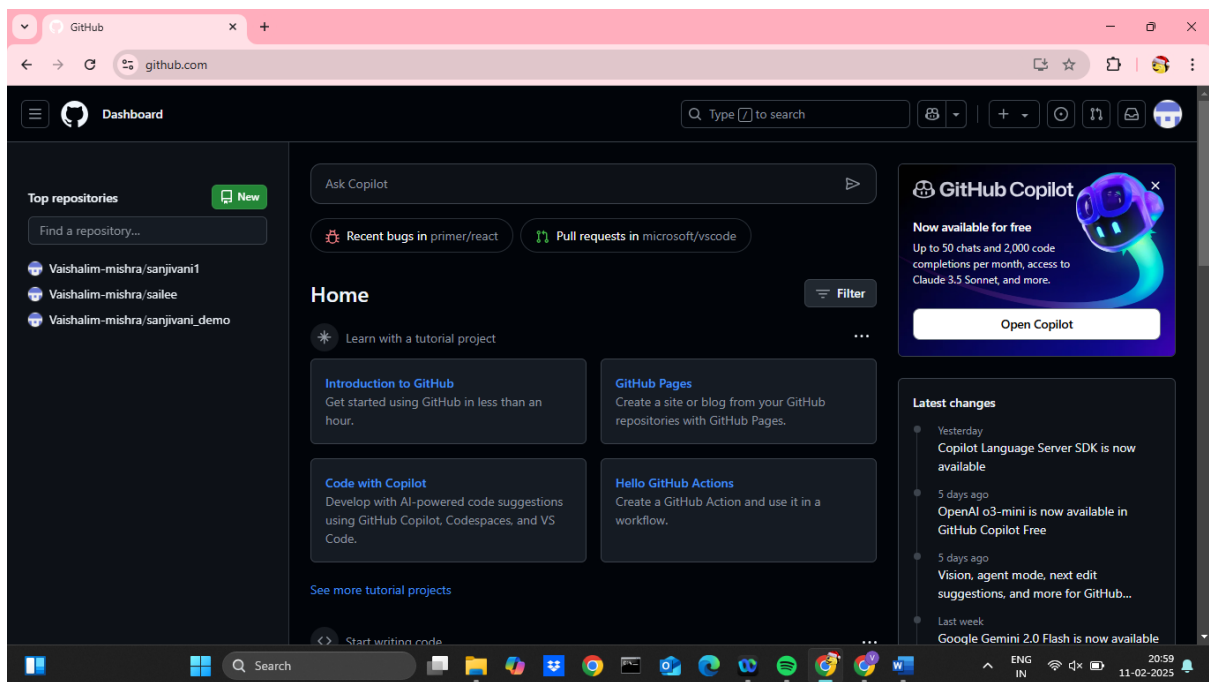 GitHub
github.com
Dashboard
Type / to search
Top repositories
New
Find a repository...
Vaishalim-mishra/sanjivani1
Vaishalim-mishra/sailee
Vaishalim-mishra/sanjivani_demo
Ask Copilot
Recent bugs in primer/react
Pull requests in microsoft/vscode
Home
Filter
Learn with a tutorial project
Introduction to GitHub
Get started using GitHub in less than an
hour.
GitHub Pages
Create a site or blog from your GitHub
repositories with GitHub Pages.
Code with Copilot
Develop with AI-powered code suggestions
using GitHub Copilot, Codespaces, and VS
Code.
Hello GitHub Actions
Create a GitHub Action and use it in a
workflow.
See more tutorial projects
Start writing code
GitHub Copilot
Now available for free
Up to 50 chats and 2,000 code
completions per month, access to
Claude 3.5 Sonnet, and more.
Open Copilot
Latest changes
Yesterday
Copilot Language Server SDK is now
available
5 days ago
OpenAI o3-mini is now available in
GitHub Copilot Free
5 days ago
Vision, agent mode, next edit
suggestions, and more for GitHub...
Last week
Google Gemini 2.0 Flash is now available
Search
V
W
ENG
IN
20:59
11-02-2025